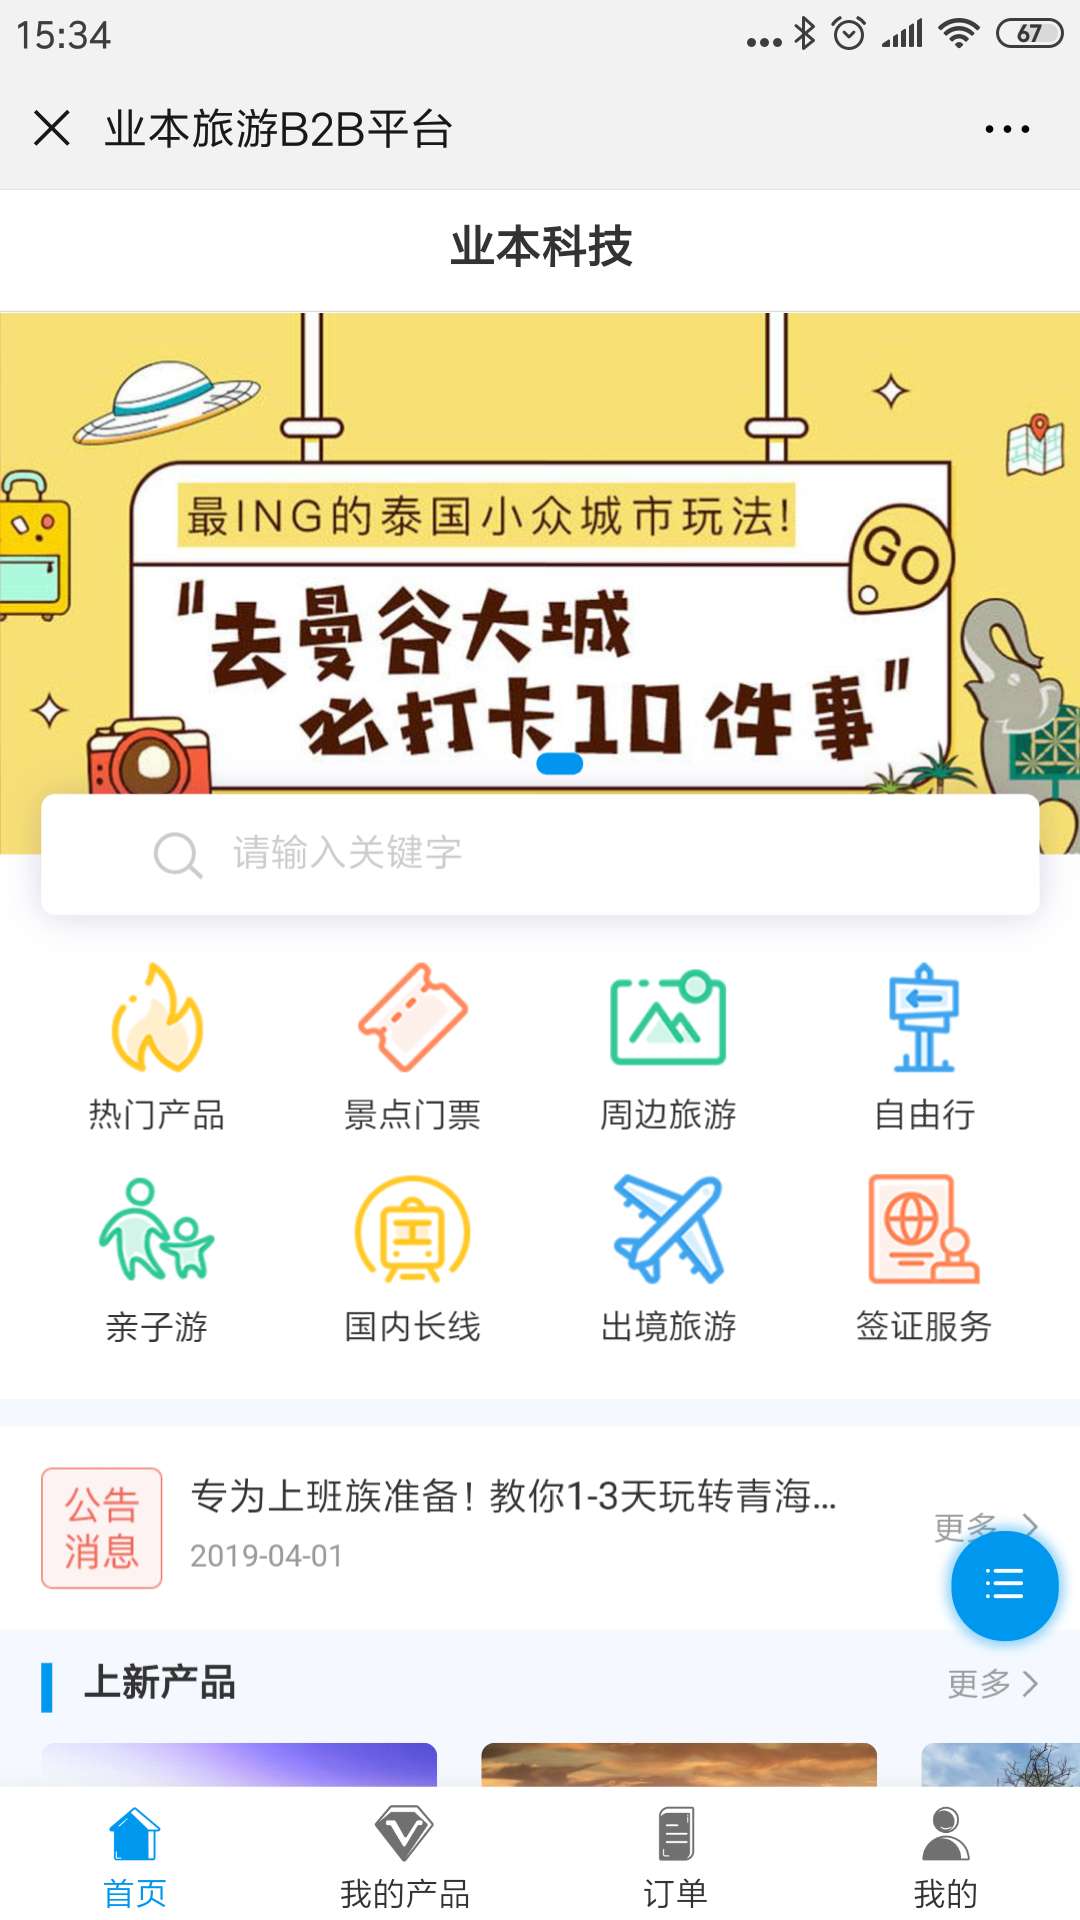 15:34
67
业本旅游B2B平台
业本科技
最ING的泰国小众城市玩法!
GO
"去曼谷大城
必打卡10件事"
请输入关键字
热门产品 景点门票 周边旅游 自由行
亲子游 国内长线 出境旅游 签证服务
公告
消息
专为上班族准备！教你1-3天玩转青海...
2019-04-01
更多
上新产品
更多
首页 我的产品 订单 我的